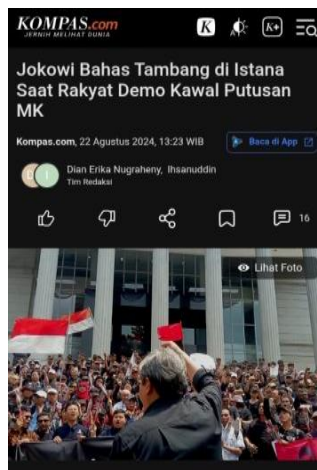 KOMPAS.com
JERNIH MELIHAT DUNIA
K
K+
Jokowi Bahas Tambang di Istana
Saat Rakyat Demo Kawal Putusan
MK
Kompas.com, 22 Agustus 2024, 13:23 WIB
Baca di App
D
I
Dian Erika Nugraheny, Ihsanuddin
Tim Redaksi
16
Lihat Foto